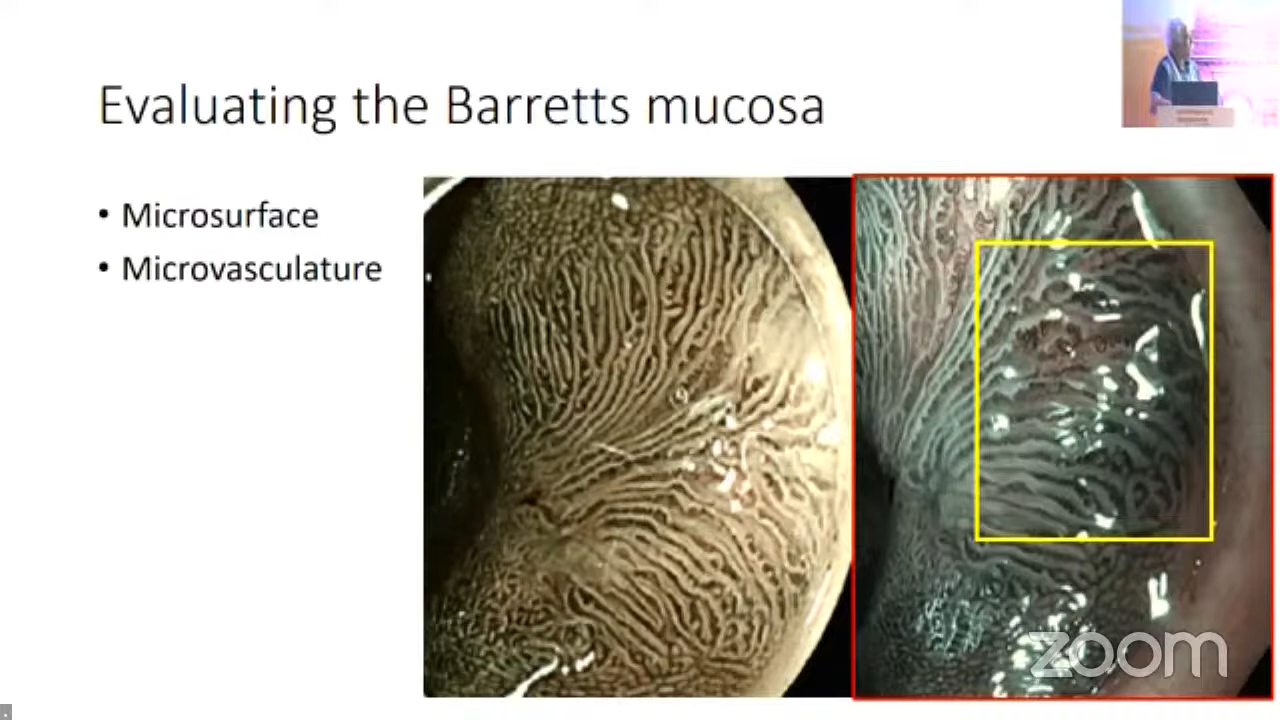 Evaluating the Barretts mucosa
• Microsurface
• Microvasculature
zoom